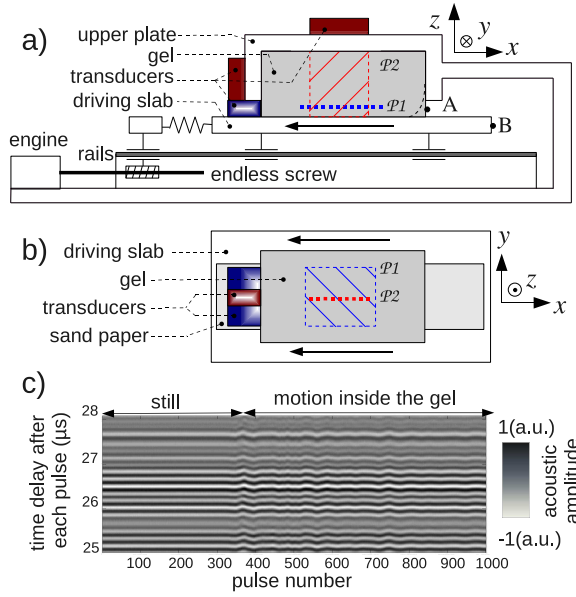 a)
z
y
x
upper plate
gel
transducers
driving slab
P2
P1
A
B
engine
rails
endless screw
b)
driving slab
gel
transducers
sand paper
P1
P2
y
z
x
c)
still
motion inside the gel
time delay after
each pulse (µs)
28
27
26
25
100 200 300 400 500 600 700 800 900 1000
pulse number
1(a.u.)
-1(a.u.)
acoustic
amplitude